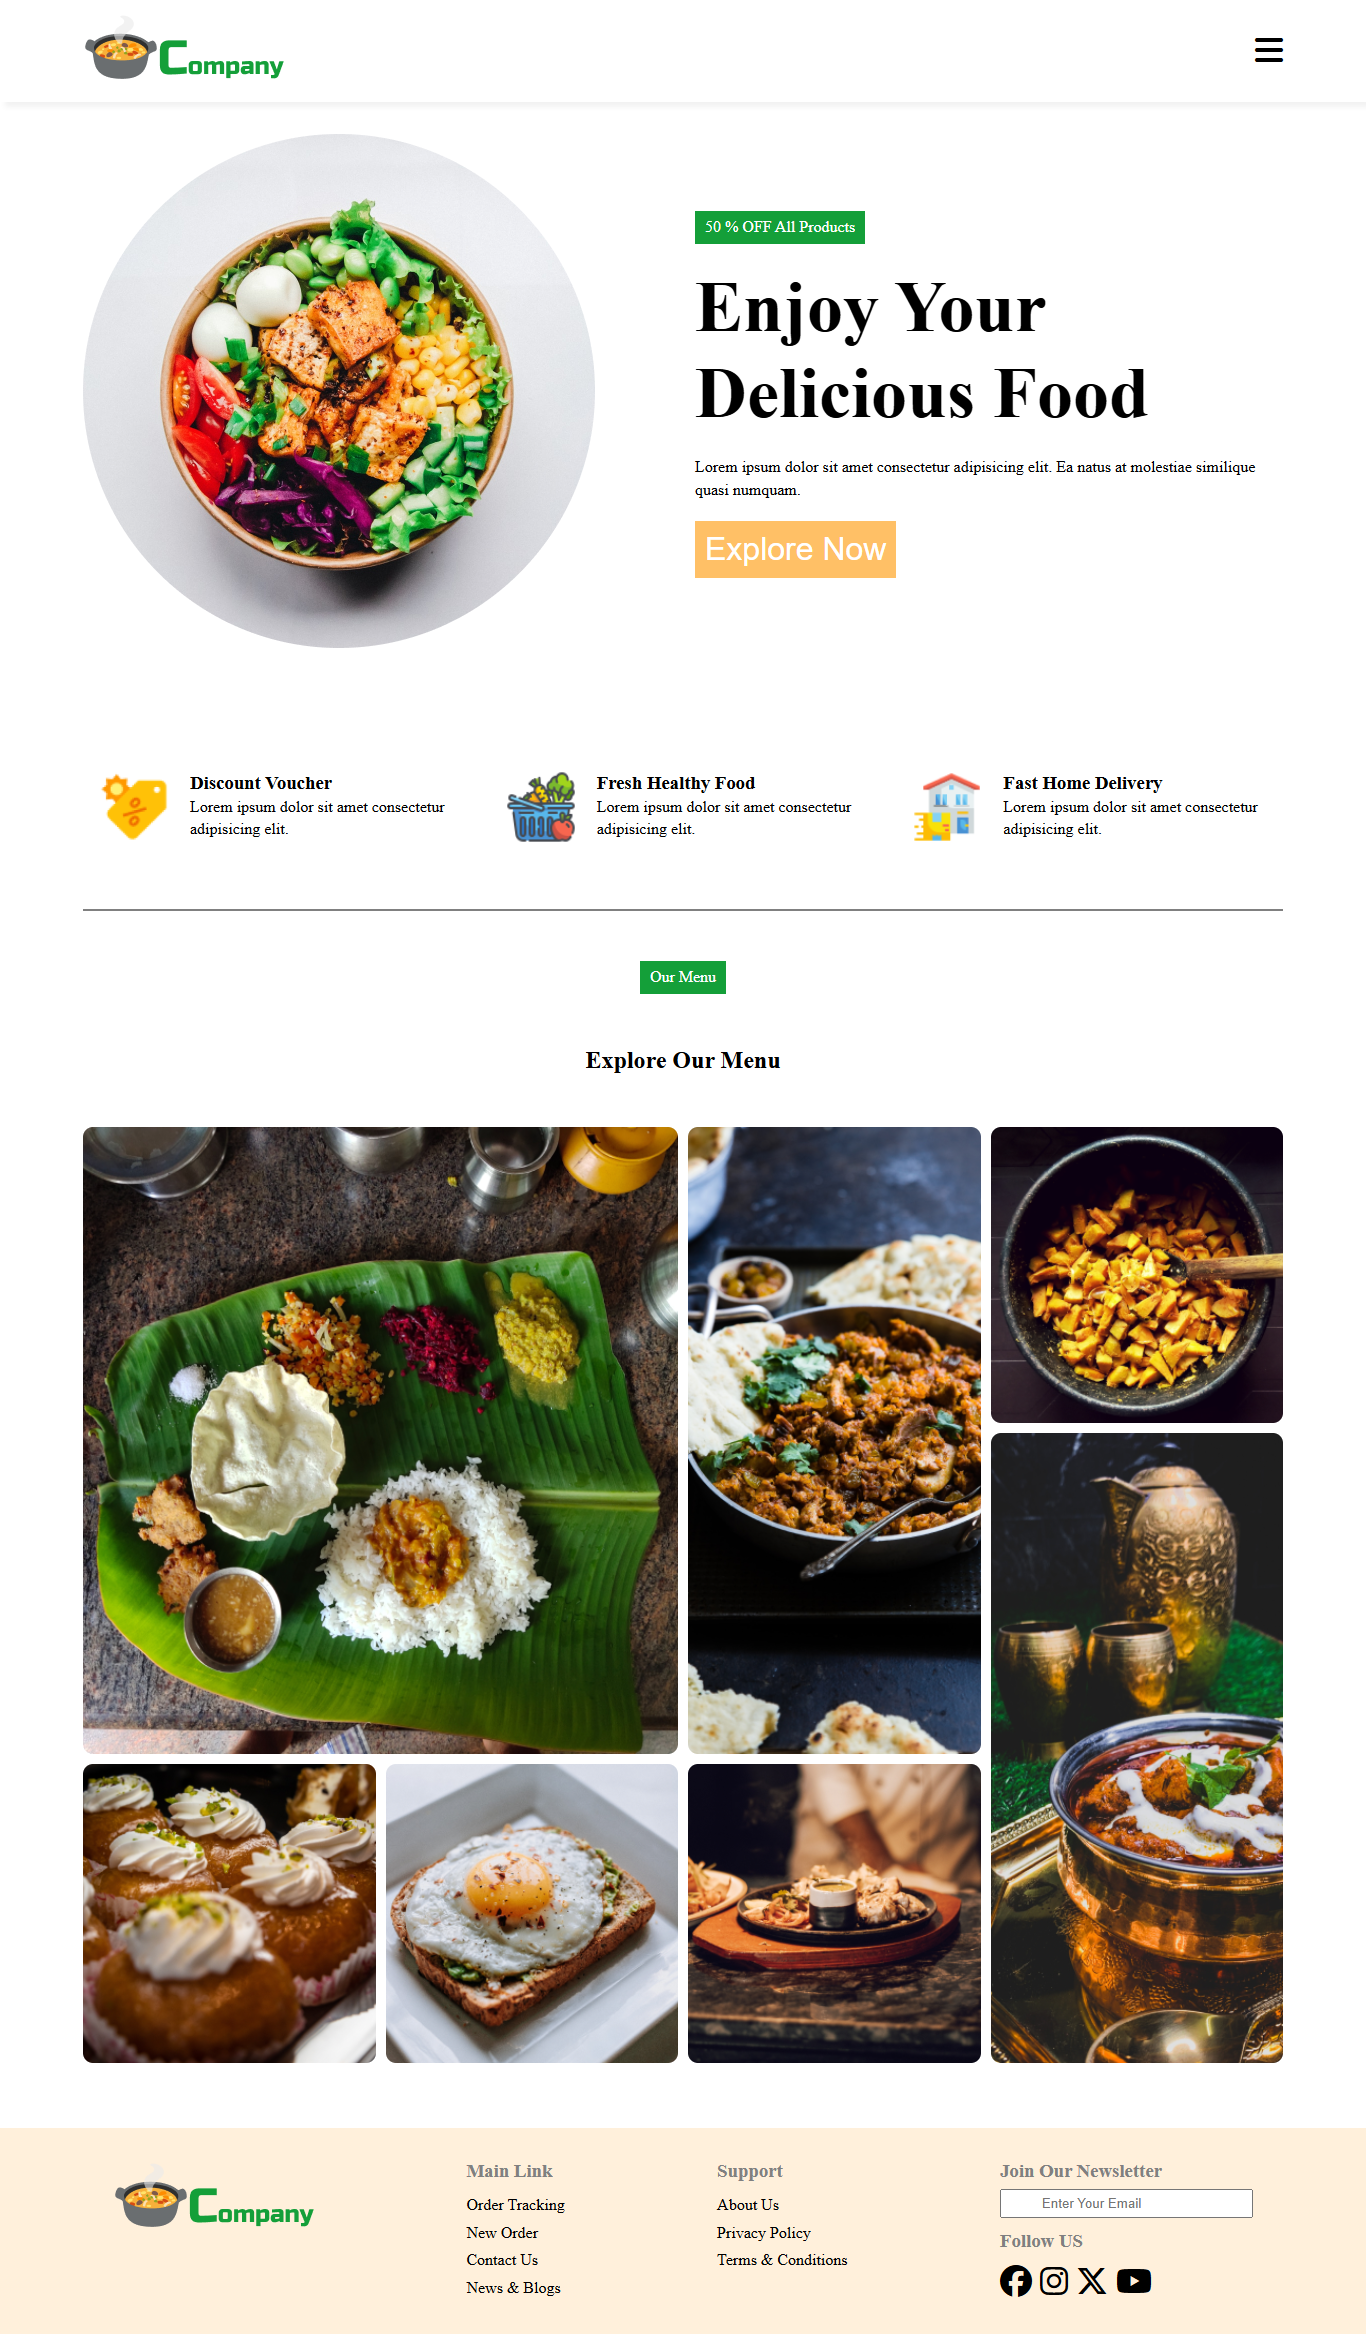 Company
50 % OFF All Products
Enjoy Your
Delicious Food
Lorem ipsum dolor sit amet consectetur adipisicing elit. Ea natus at molestiae similique
quasi numquam.
Explore Now
Discount Voucher
Lorem ipsum dolor sit amet consectetur
adipisicing elit.
Fresh Healthy Food
Lorem ipsum dolor sit amet consectetur
adipisicing elit.
Fast Home Delivery
Lorem ipsum dolor sit amet consectetur
adipisicing elit.
Our Menu
Explore Our Menu
Company
Main Link
Order Tracking
New Order
Contact Us
News & Blogs
Support
About Us
Privacy Policy
Terms & Conditions
Join Our Newsletter
Enter Your Email
Follow US